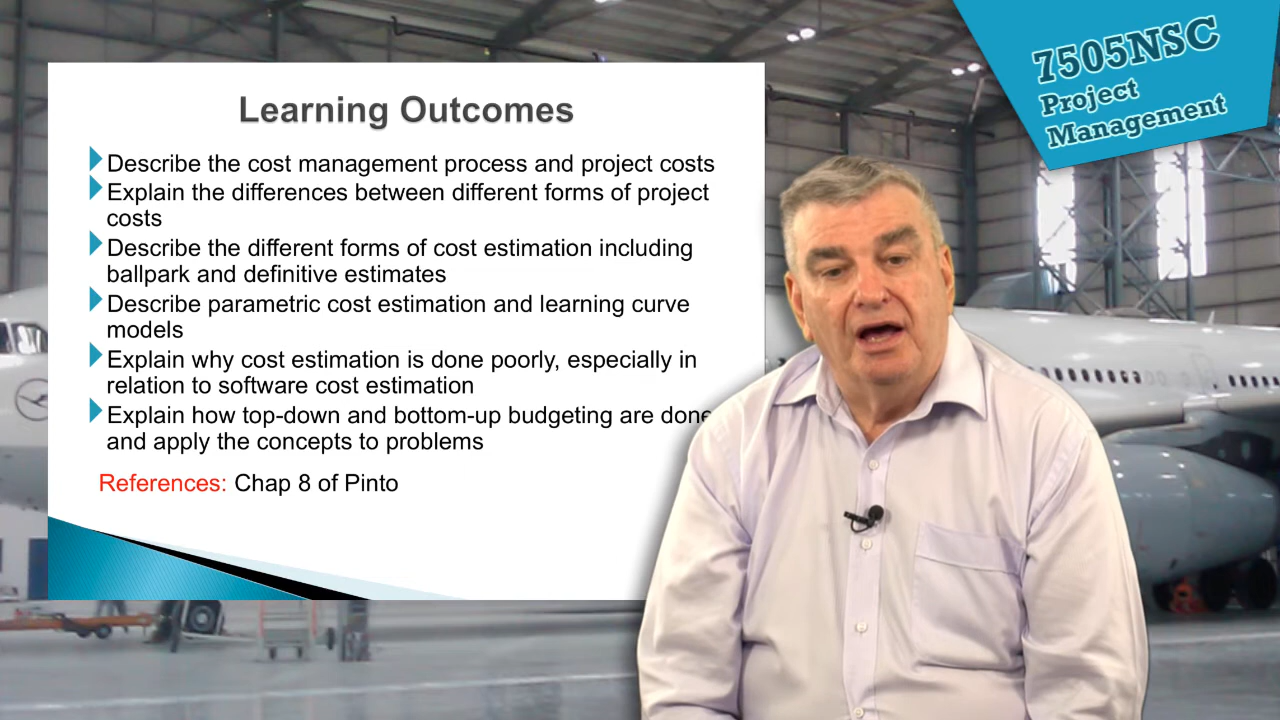 7505NSC
Project
Management
Learning Outcomes
Describe the cost management process and project costs
Explain the differences between different forms of project
costs
Describe the different forms of cost estimation including
ballpark and definitive estimates
Describe parametric cost estimation and learning curve
models
Explain why cost estimation is done poorly, especially in
relation to software cost estimation
Explain how top-down and bottom-up budgeting are done
and apply the concepts to problems
References: Chap 8 of Pinto